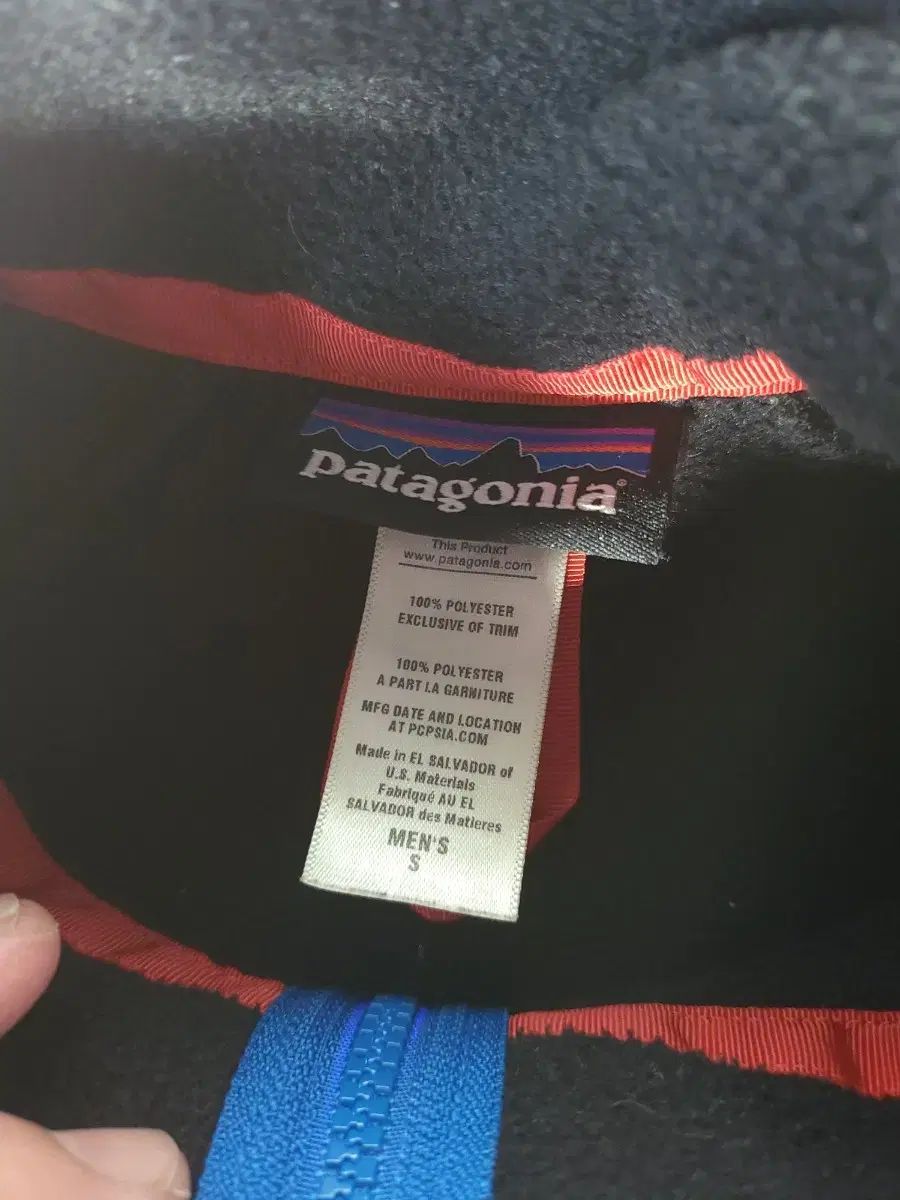 patagonia®
This Product
www.patagonia.com
100% POLYESTER
EXCLUSIVE OF TRIM
100% POLYESTER
A PART LA GARNITURE
MFG DATE AND LOCATION
AT PCPSIA.COM
Made in EL SALVADOR of
U.S. Materials
Fabriqué AU EL
SALVADOR des Matieres
MEN'S
S